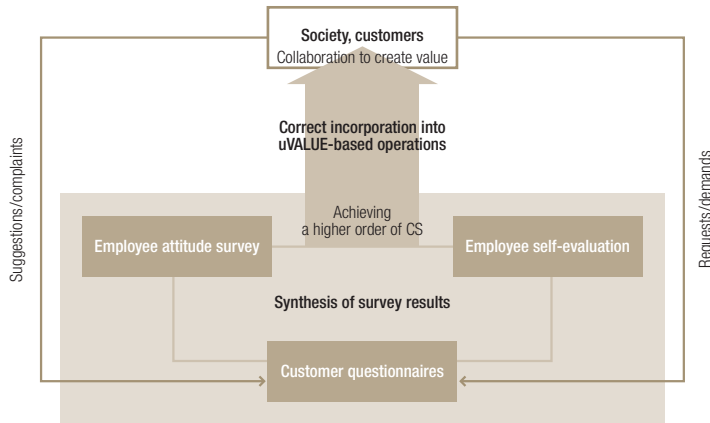 Society, customers
Collaboration to create value
Correct incorporation into
uVALUE-based operations
Suggestions/complaints
Requests/demands
Achieving
a higher order of CS
Employee attitude survey
Employee self-evaluation
Synthesis of survey results
Customer questionnaires